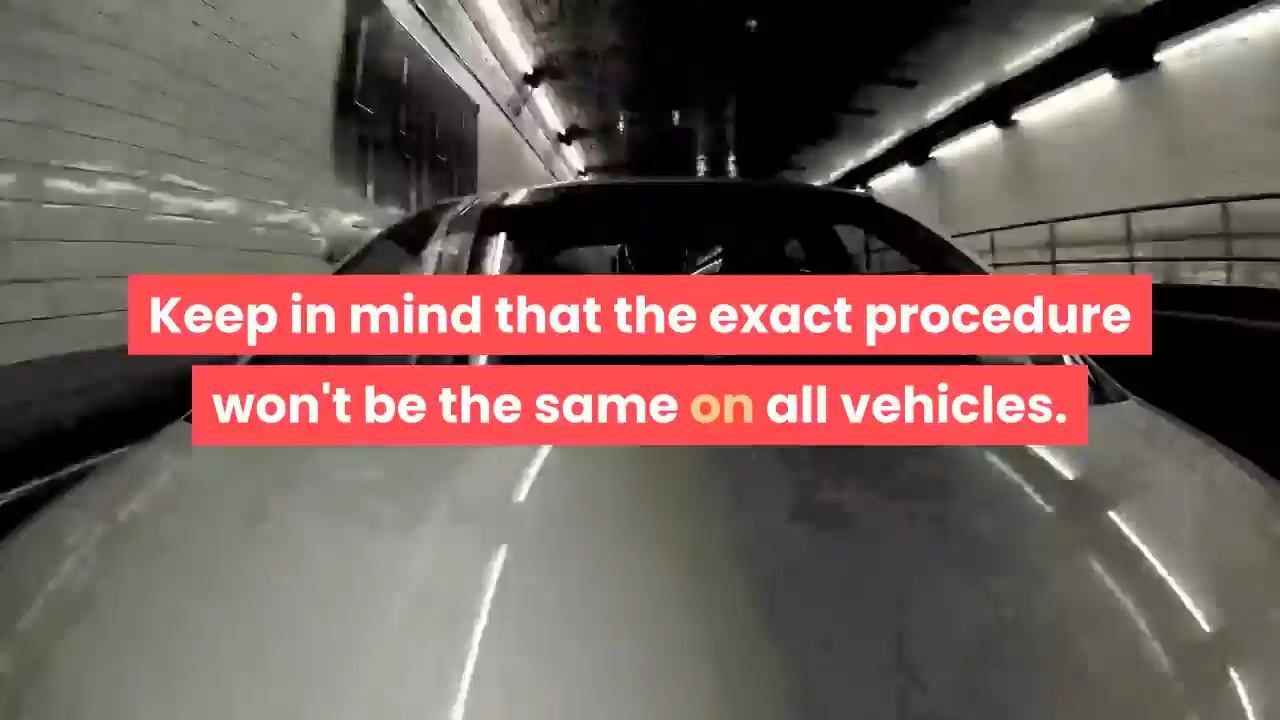 Keep in mind that the exact procedure
won't be the same on all vehicles.